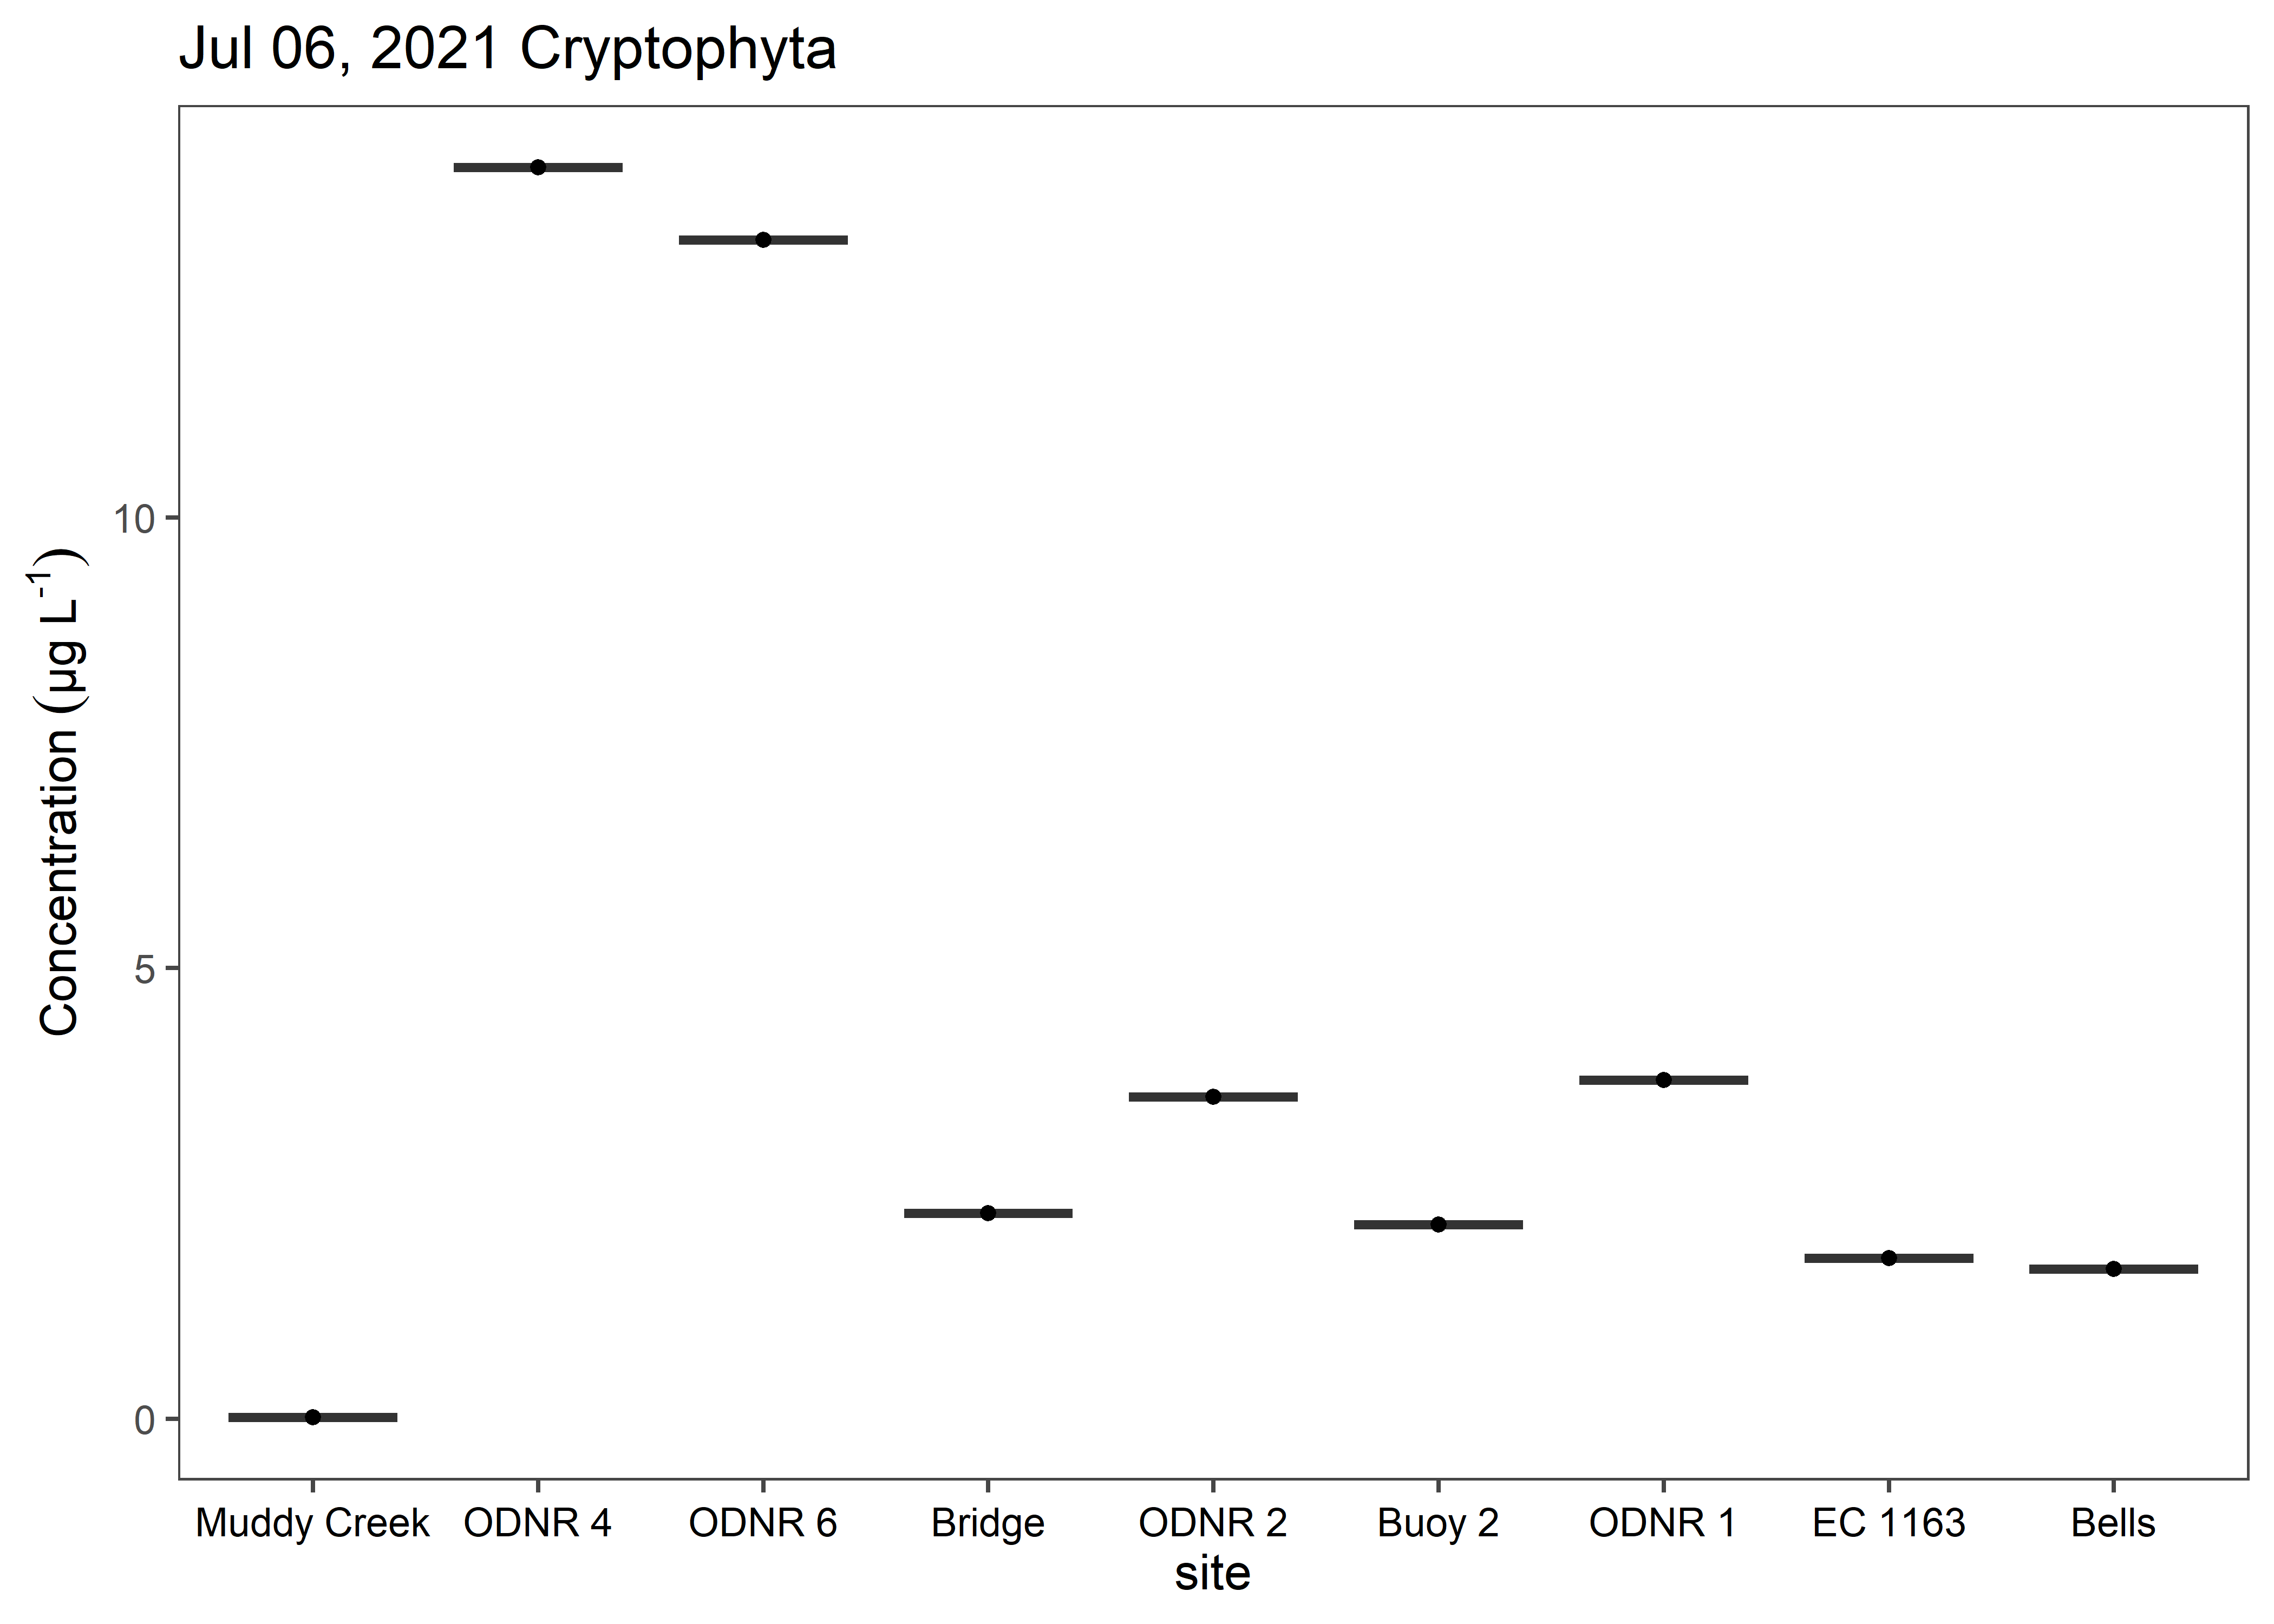 Jul 06, 2021 Cryptophyta
Concentration (µg L⁻¹)
10
5
0
Muddy Creek ODNR 4 ODNR 6 Bridge ODNR 2 Buoy 2 ODNR 1 EC 1163 Bells
site